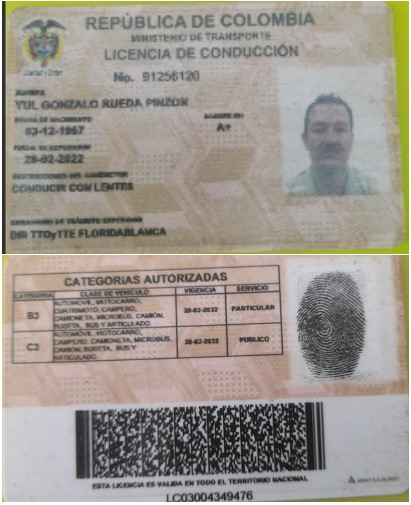 REPÚBLICA DE COLOMBIA
MINISTERIO DE TRANSPORTE
LICENCIA DE CONDUCCIÓN
Libertad y Orden
No. 91256120
NOMBRE
YUL GONZALO RUEDA PINZON
FECHA DE NACIMIENTO
SANGRE RH
03-12-1967
A+
FECHA DE EXPEDICIÓN
28-02-2022
RESTRICCIONES DEL CONDUCTOR
CONDUCIR CON LENTES
ORGANISMO DE TRÁNSITO EXPEDIDOR
DIR TTOyTTE FLORIDABLANCA
CATEGORIAS AUTORIZADAS
CATEGORIA CLASE DE VEHICULO VIGENCIA SERVICIO
B3 AUTOMOVIL, MOTOCARRO, CUATRIMOTO, CAMPERO, CAMIONETA, MICROBUS, CAMIÓN, BUSETA, BUS Y ARTICULADO 28-02-2032 PARTICULAR
C3 AUTOMOVIL, MOTOCARRO, CAMPERO, CAMIONETA, MICROBUS, CAMIÓN, BUSETA, BUS Y ARTICULADO 28-02-2025 PUBLICO
ESTA LICENCIA ES VALIDA EN TODO EL TERRITORIO NACIONAL
LC03004349476